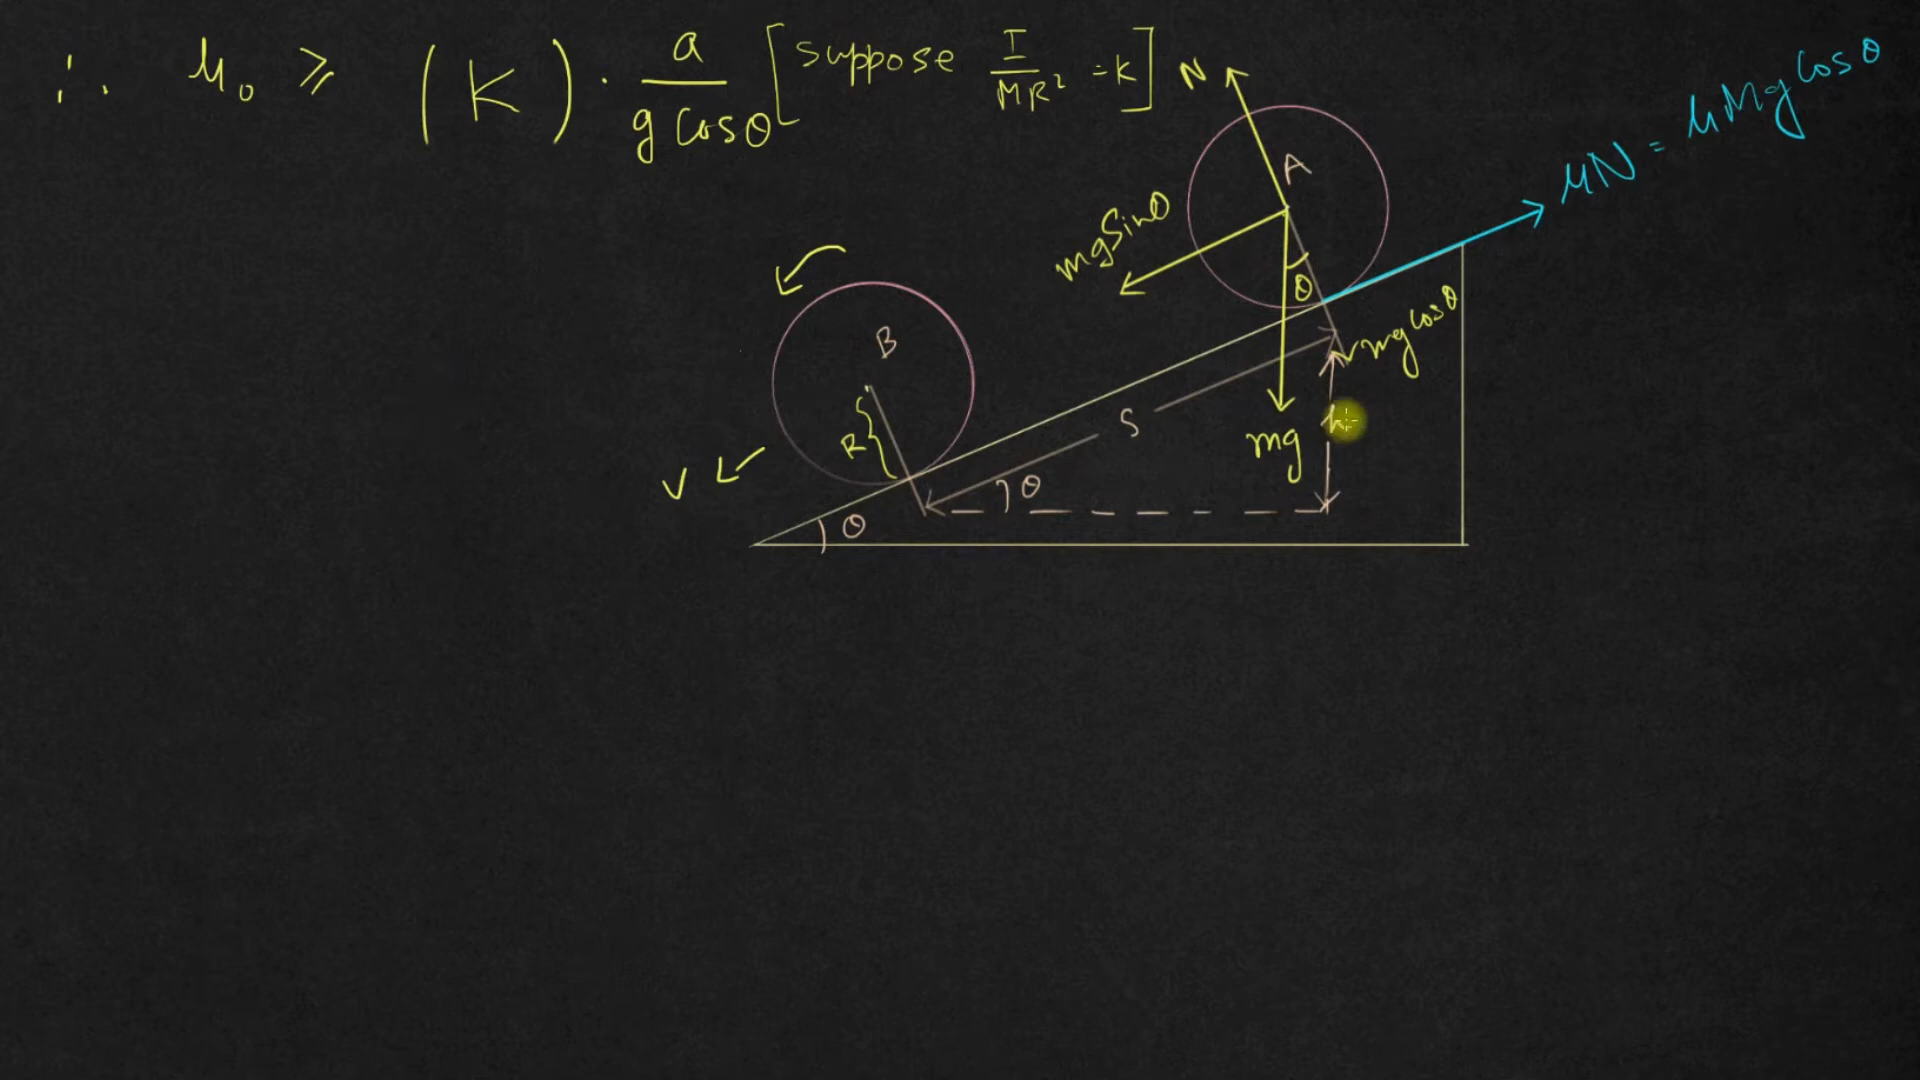 ∴ μ₀ ⩾ (K) · a / g Cosθ [suppose I / MR² = K]
N
μN = μMg cosθ
A
mg Sinθ
θ
mg cosθ
B
R
S
h
mg
V
θ
θ